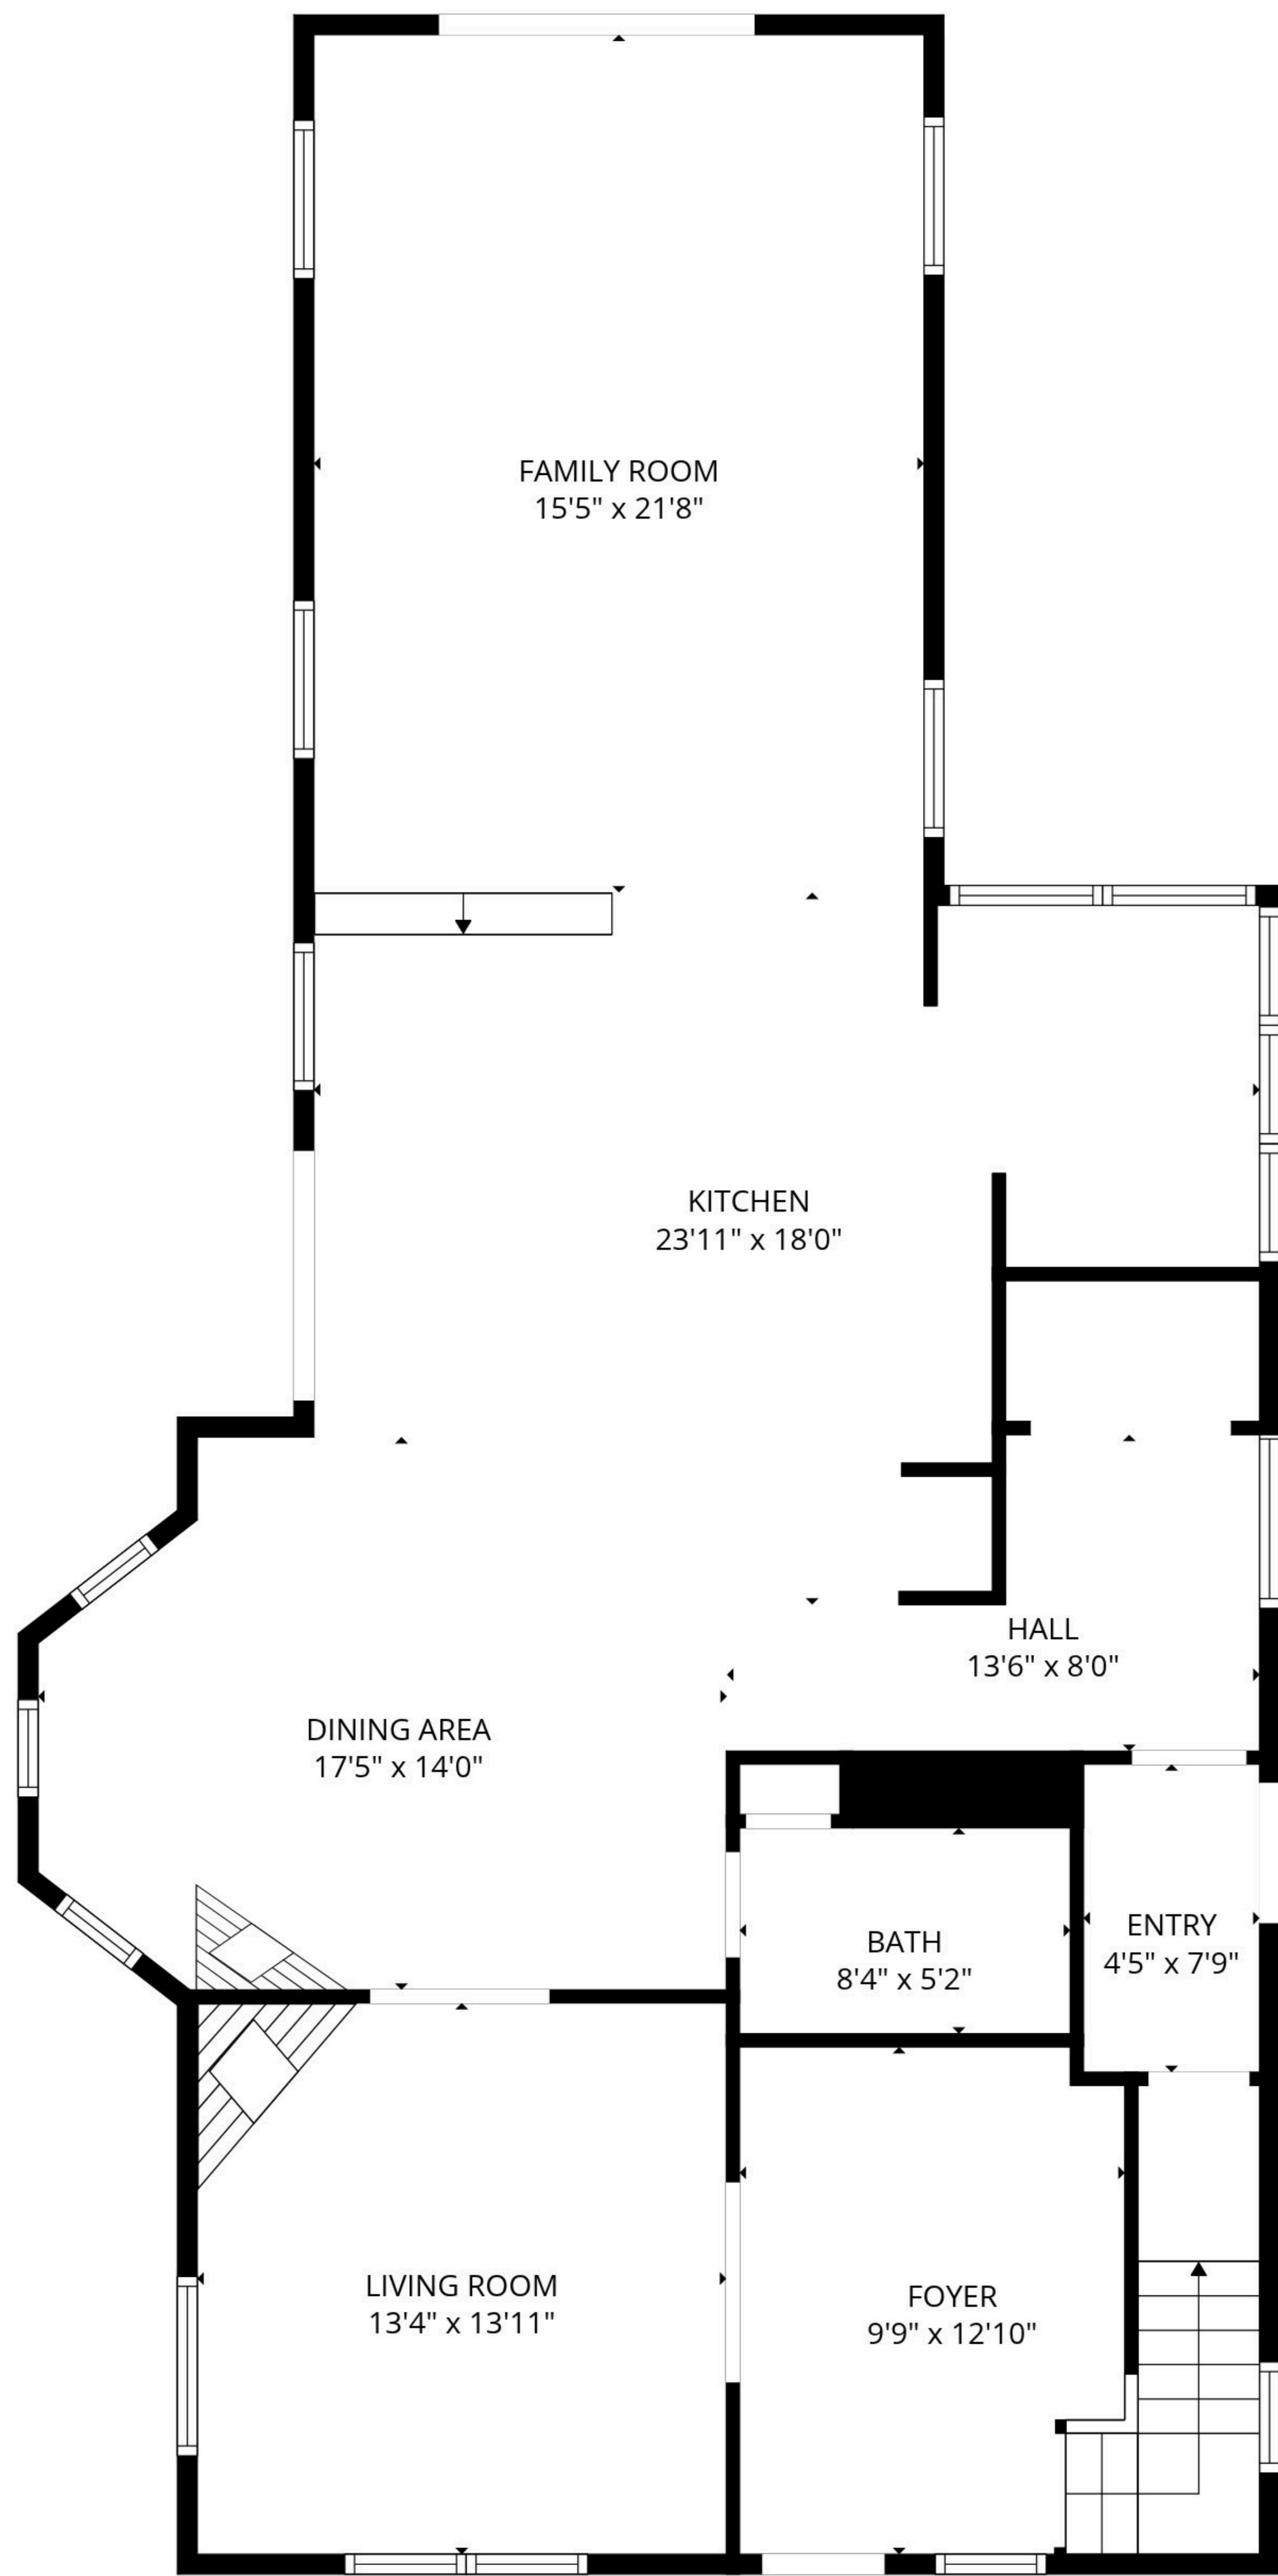 FAMILY ROOM
15'5" x 21'8"
KITCHEN
23'11" x 18'0"
HALL
13'6" x 8'0"
DINING AREA
17'5" x 14'0"
BATH
8'4" x 5'2"
ENTRY
4'5" x 7'9"
LIVING ROOM
13'4" x 13'11"
FOYER
9'9" x 12'10"